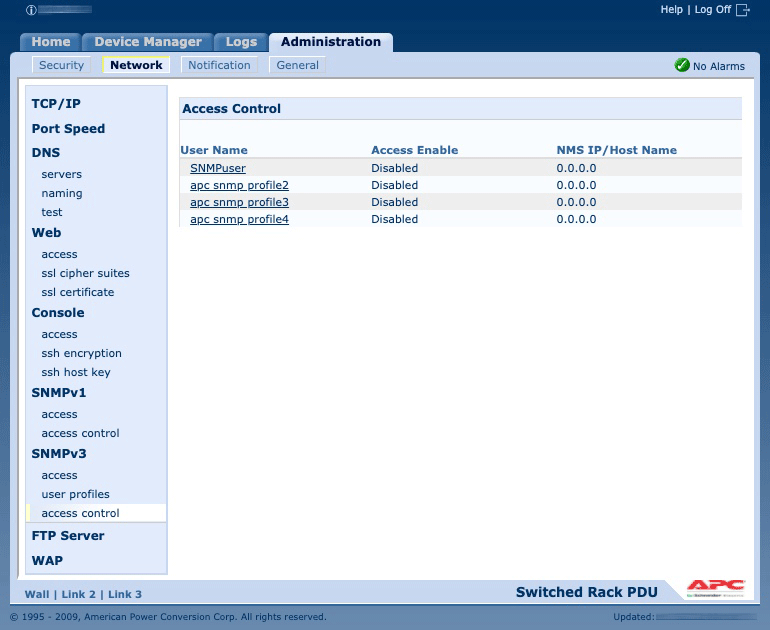 Help | Log Off
Home Device Manager Logs Administration
Security Network Notification General No Alarms
TCP/IP
Port Speed
DNS
servers
naming
test
Web
access
ssl cipher suites
ssl certificate
Console
access
ssh encryption
ssh host key
SNMPv1
access
access control
SNMPv3
access
user profiles
access control
FTP Server
WAP
Access Control
User Name Access Enable NMS IP/Host Name
SNMPuser Disabled 0.0.0.0
apc snmp profile2 Disabled 0.0.0.0
apc snmp profile3 Disabled 0.0.0.0
apc snmp profile4 Disabled 0.0.0.0
Wall | Link 2 | Link 3
Switched Rack PDU
APC
© 1995 - 2009, American Power Conversion Corp. All rights reserved.
Updated: